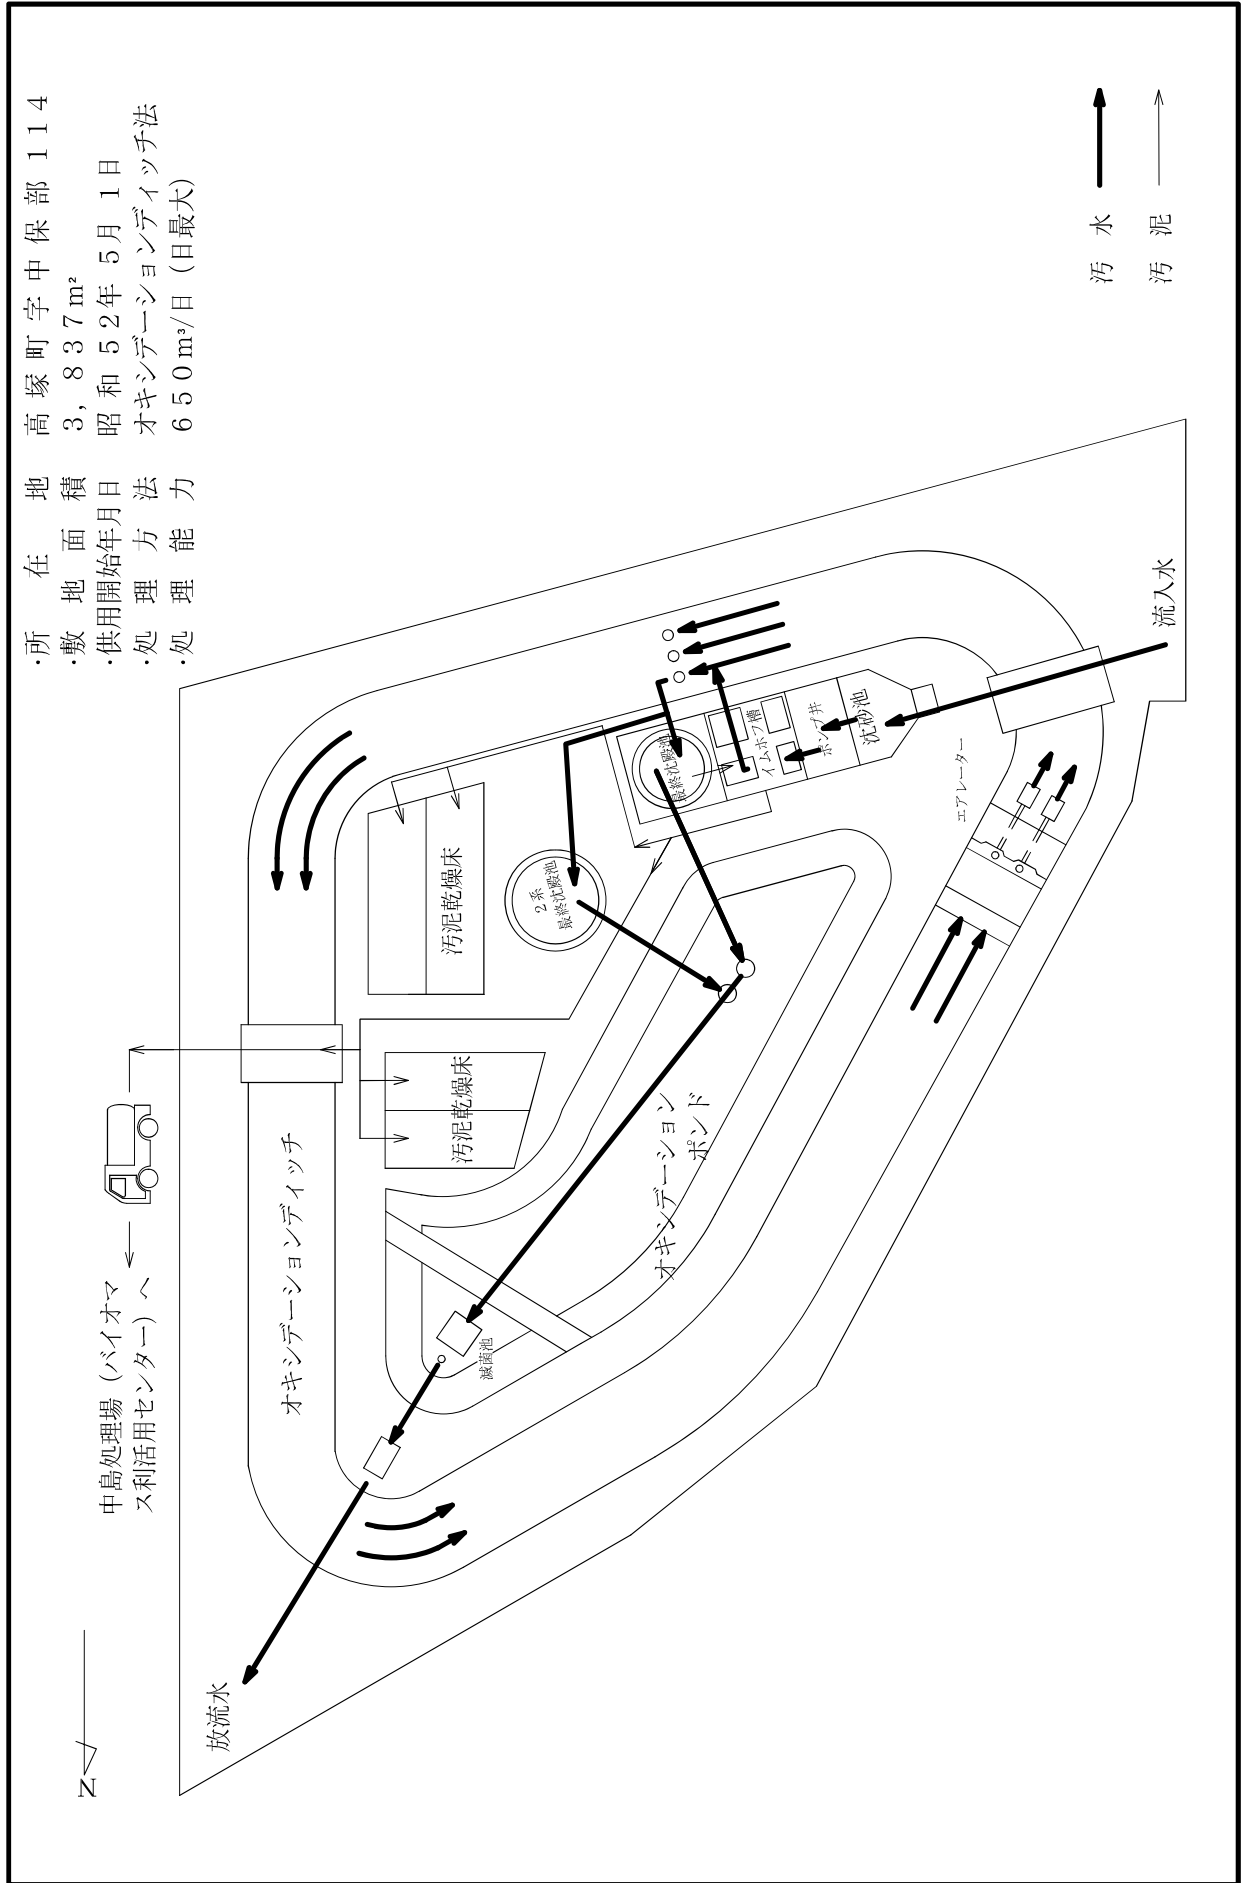 ・所在地 高塚町字中保部114
・敷地面積 3,837m²
・供用開始年月日 昭和52年5月1日
・処理方法 オキシデーションディッチ法
・処理能力 650m³/日(日最大)
中島処理場(バイオマ
ス利活用センター)へ
N
放流水
オキシデーションディッチ
汚泥乾燥床
汚泥乾燥床
滅菌池
2系
最終沈殿池
最終沈殿池
イムホフ槽
ポンプ井
沈砂池
オキシデーション
ポンド
エアレーター
流入水
汚水
汚泥